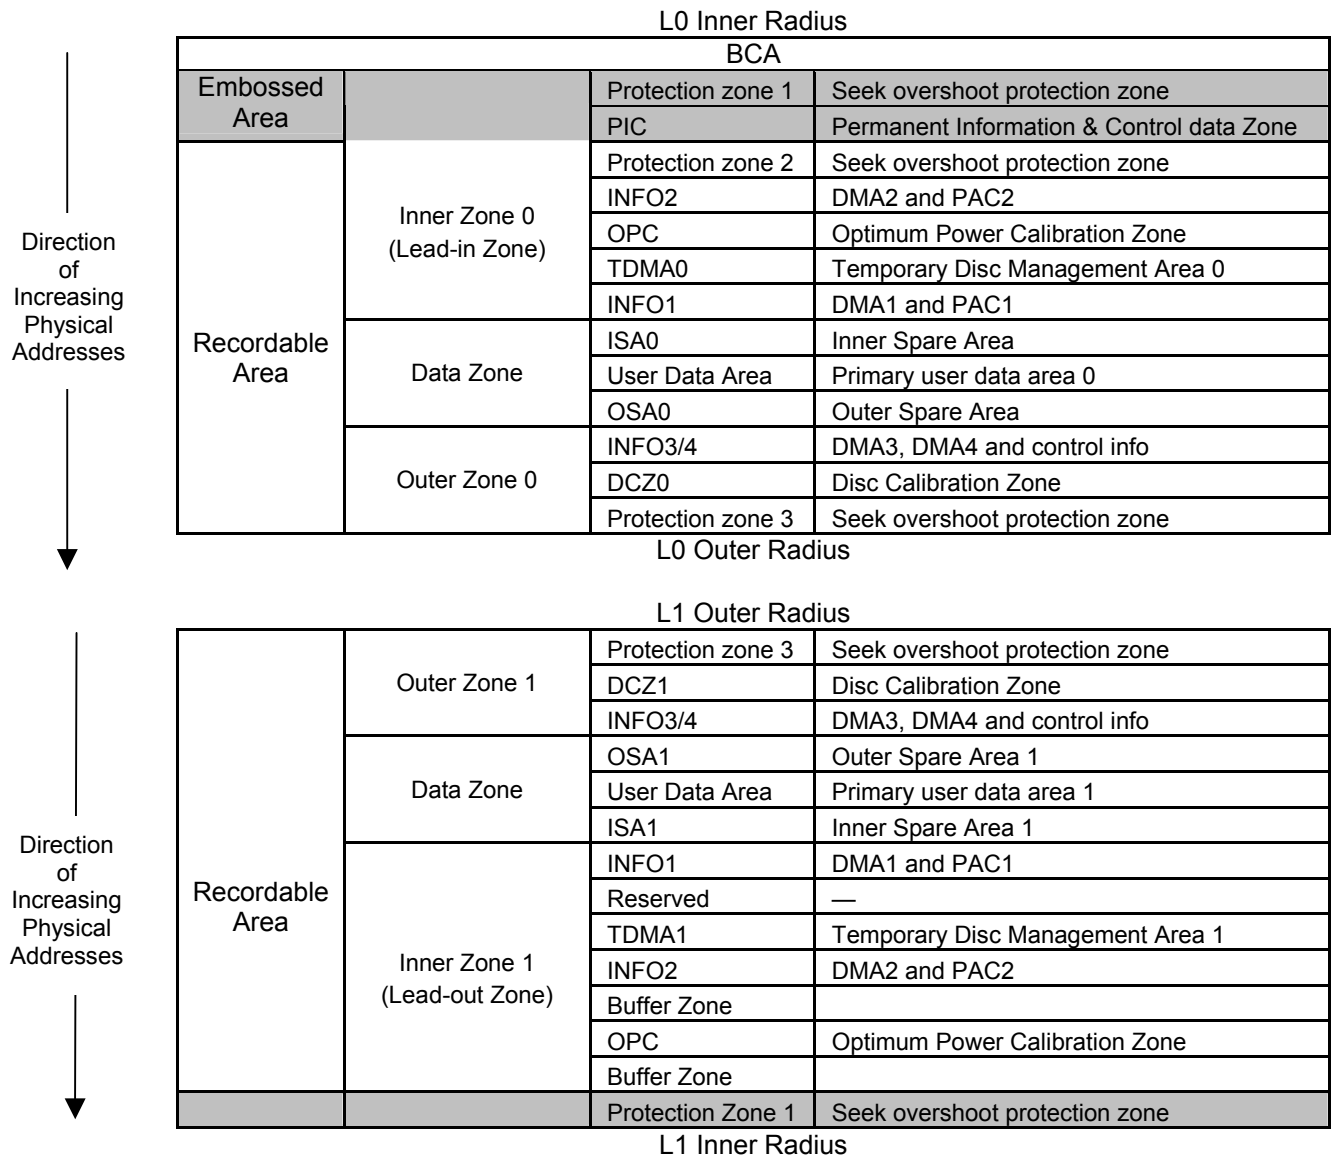 L0 Inner Radius
BCA
Embossed
Area
Protection zone 1 Seek overshoot protection zone
PIC Permanent Information & Control data Zone
Direction
of
Increasing
Physical
Addresses
Recordable
Area
Inner Zone 0
(Lead-in Zone)
Protection zone 2 Seek overshoot protection zone
INFO2 DMA2 and PAC2
OPC Optimum Power Calibration Zone
TDMA0 Temporary Disc Management Area 0
INFO1 DMA1 and PAC1
Data Zone
ISA0 Inner Spare Area
User Data Area Primary user data area 0
OSA0 Outer Spare Area
Outer Zone 0
INFO3/4 DMA3, DMA4 and control info
DCZ0 Disc Calibration Zone
Protection zone 3 Seek overshoot protection zone
L0 Outer Radius
L1 Outer Radius
Direction
of
Increasing
Physical
Addresses
Recordable
Area
Outer Zone 1
Protection zone 3 Seek overshoot protection zone
DCZ1 Disc Calibration Zone
INFO3/4 DMA3, DMA4 and control info
Data Zone
OSA1 Outer Spare Area 1
User Data Area Primary user data area 1
ISA1 Inner Spare Area 1
Inner Zone 1
(Lead-out Zone)
INFO1 DMA1 and PAC1
Reserved —
TDMA1 Temporary Disc Management Area 1
INFO2 DMA2 and PAC2
Buffer Zone
OPC Optimum Power Calibration Zone
Buffer Zone
Protection Zone 1 Seek overshoot protection zone
L1 Inner Radius